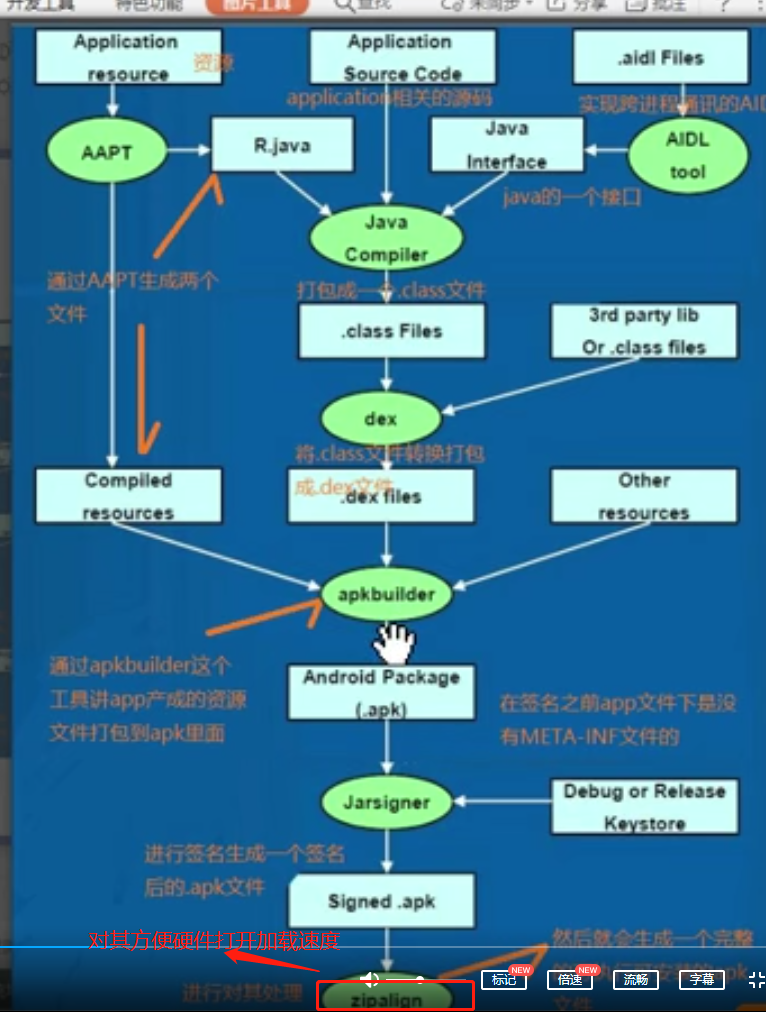 开发工具
特色功能
图片工具
查找
未同步
分享
批注
Application
resource
资源
Application
Source Code
application相关的源码
.aidl Files
实现跨进程通讯的AID
AAPT
R.java
Java
Interface
AIDL
tool
java的一个接口
Java
Compiler
通过AAPT生成两个
文件
打包成一个.class文件
.class Files
3rd party lib
Or .class files
dex
将.class文件转换打包
成.dex文件
.dex files
Compiled
resources
Other
resources
apkbuilder
通过apkbuilder这个
工具讲app产成的资源
文件打包到apk里面
Android Package
(.apk)
在签名之前app文件下是没
有META-INF文件的
Jarsigner
Debug or Release
Keystore
进行签名生成一个签名
后的.apk文件
Signed .apk
对其方便硬件打开加载速度
然后就会生成一个完整
apk
文件
进行对其处理
zipalign
标记
NEW
倍速
NEW
流畅
字幕